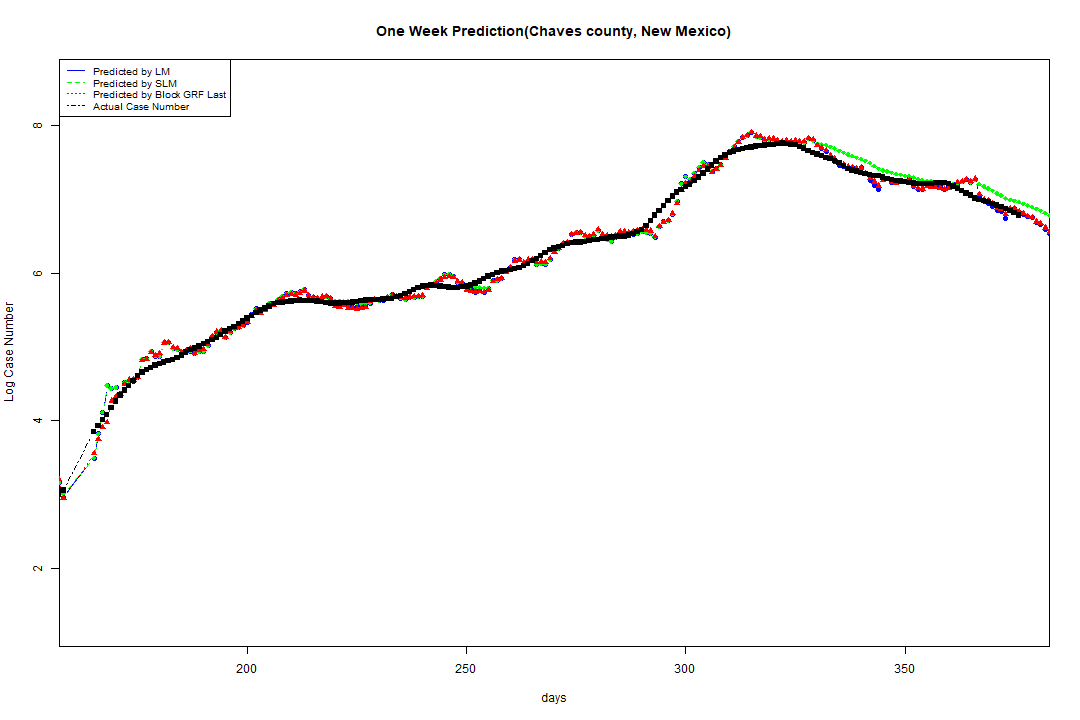 One Week Prediction(Chaves county, New Mexico)
Predicted by LM
Predicted by SLM
Predicted by Block GRF Last
Actual Case Number
8
6
4
2
Log Case Number
200 250 300 350
days